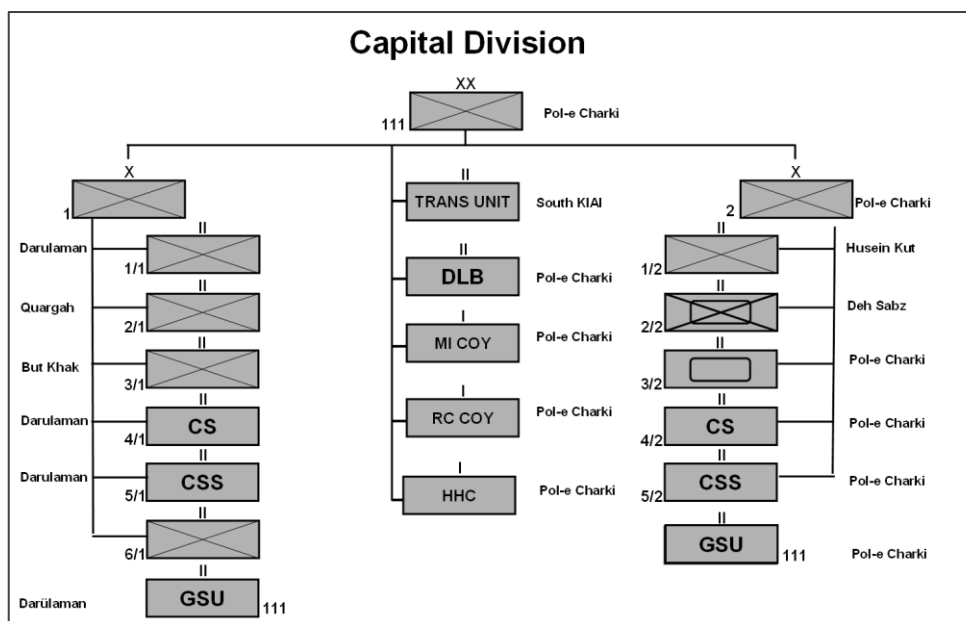 Capital Division
XX
111 Pol-e Charki
X
1
II
Darulaman 1/1
II
Quargah 2/1
II
But Khak 3/1
II
Darulaman CS 4/1
II
Darulaman CSS 5/1
II
6/1
II
Darülaman GSU 111
II
TRANS UNIT South KIAI
II
DLB Pol-e Charki
I
MI COY Pol-e Charki
I
RC COY Pol-e Charki
I
HHC Pol-e Charki
X
2 Pol-e Charki
II
1/2 Husein Kut
II
2/2 Deh Sabz
II
3/2 Pol-e Charki
II
4/2 CS Pol-e Charki
II
5/2 CSS Pol-e Charki
II
GSU 111 Pol-e Charki